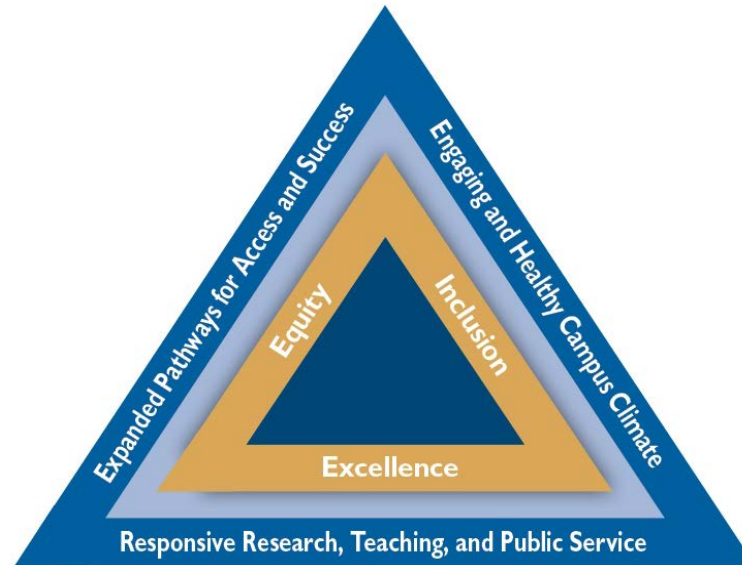 Expanded Pathways for Access and Success
Engaging and Healthy Campus Climate
Equity
Inclusion
Excellence
Responsive Research, Teaching, and Public Service